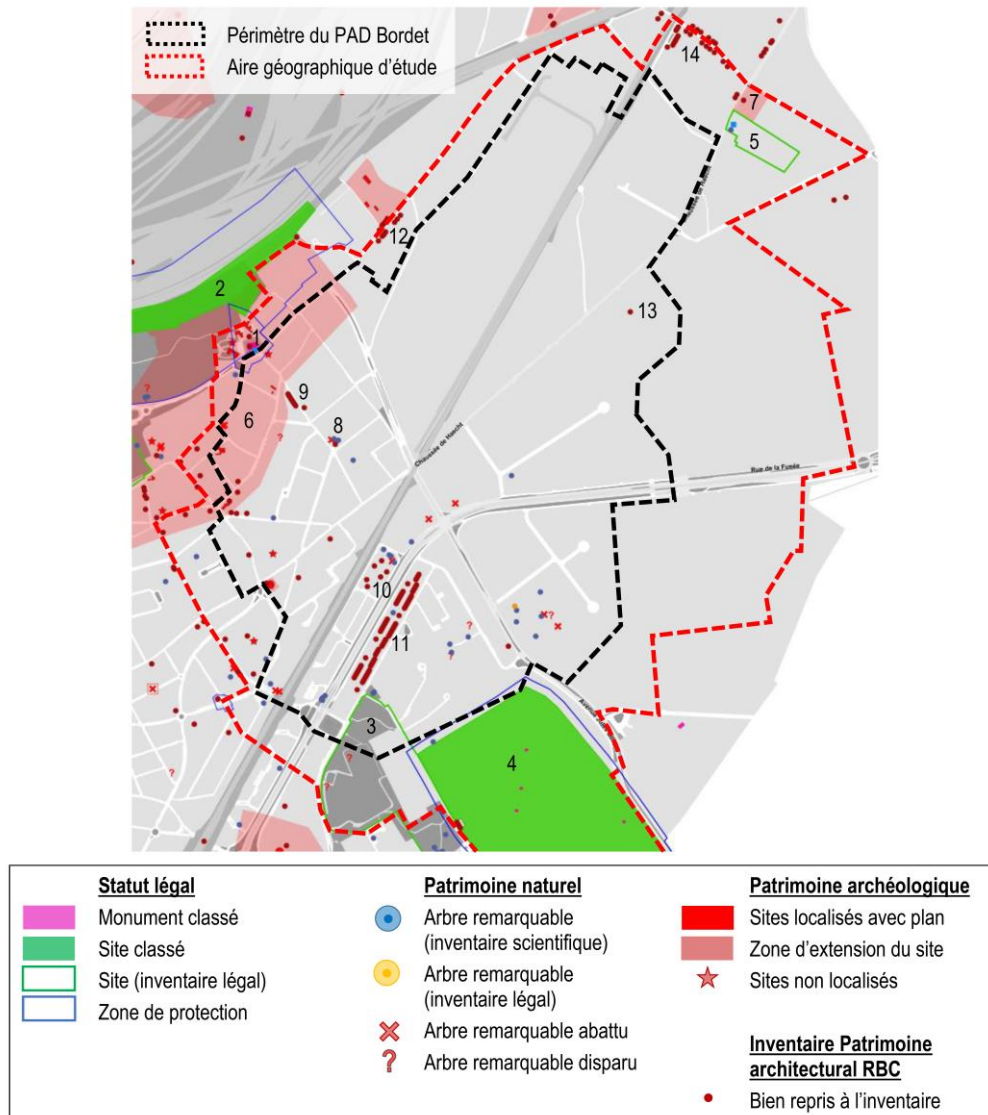 Périmètre du PAD Bordet
Aire géographique d'étude
14
7
5
12
2
1
13
9
6
8
Chaussée de Haecht
Rue de la Fusée
10
11
3
4
Statut légal
Monument classé
Site classé
Site (inventaire légal)
Zone de protection
Patrimoine naturel
Arbre remarquable
(inventaire scientifique)
Arbre remarquable
(inventaire légal)
Arbre remarquable abattu
Arbre remarquable disparu
Patrimoine archéologique
Sites localisés avec plan
Zone d'extension du site
Sites non localisés
Inventaire Patrimoine
architectural RBC
Bien repris à l'inventaire